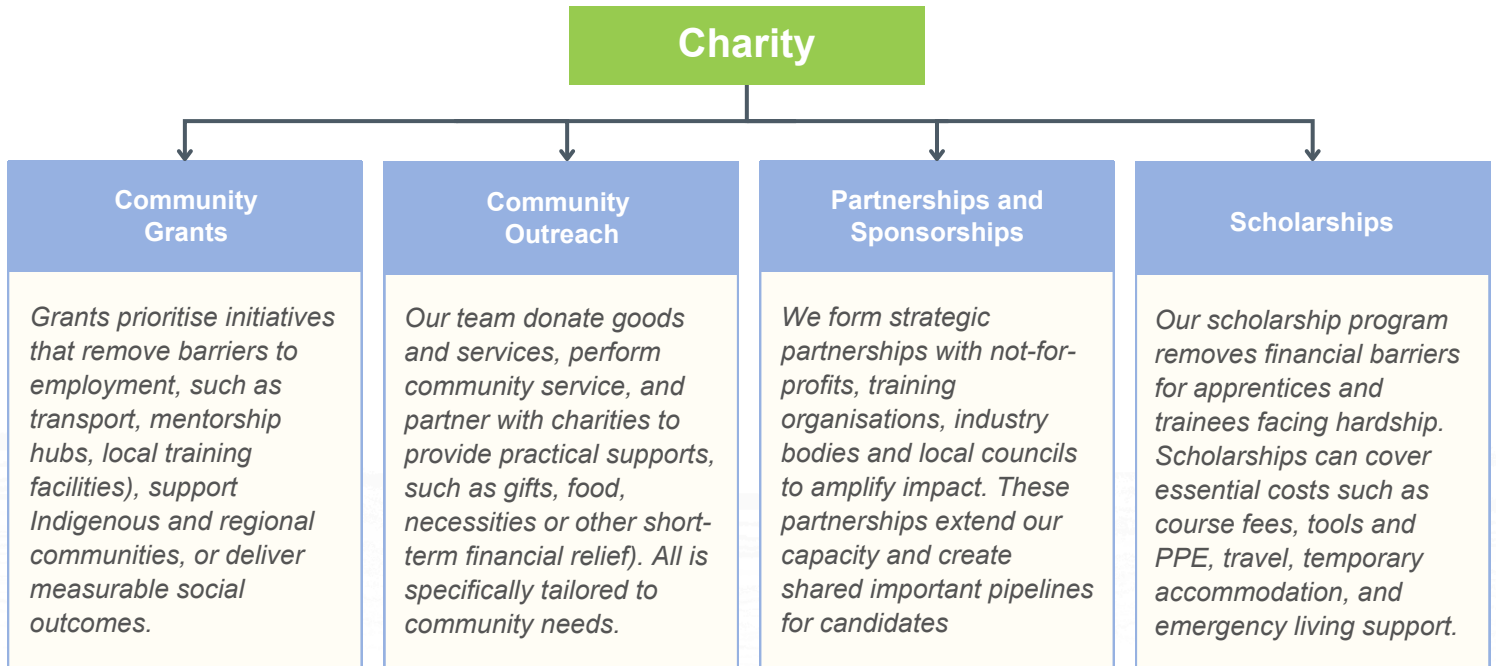 Charity
Community
Grants
Grants prioritise initiatives
that remove barriers to
employment, such as
transport, mentorship
hubs, local training
facilities), support
Indigenous and regional
communities, or deliver
measurable social
outcomes.
Community
Outreach
Our team donate goods
and services, perform
community service, and
partner with charities to
provide practical supports,
such as gifts, food,
necessities or other short-
term financial relief). All is
specifically tailored to
community needs.
Partnerships and
Sponsorships
We form strategic
partnerships with not-for-
profits, training
organisations, industry
bodies and local councils
to amplify impact. These
partnerships extend our
capacity and create
shared important pipelines
for candidates
Scholarships
Our scholarship program
removes financial barriers
for apprentices and
trainees facing hardship.
Scholarships can cover
essential costs such as
course fees, tools and
PPE, travel, temporary
accommodation, and
emergency living support.